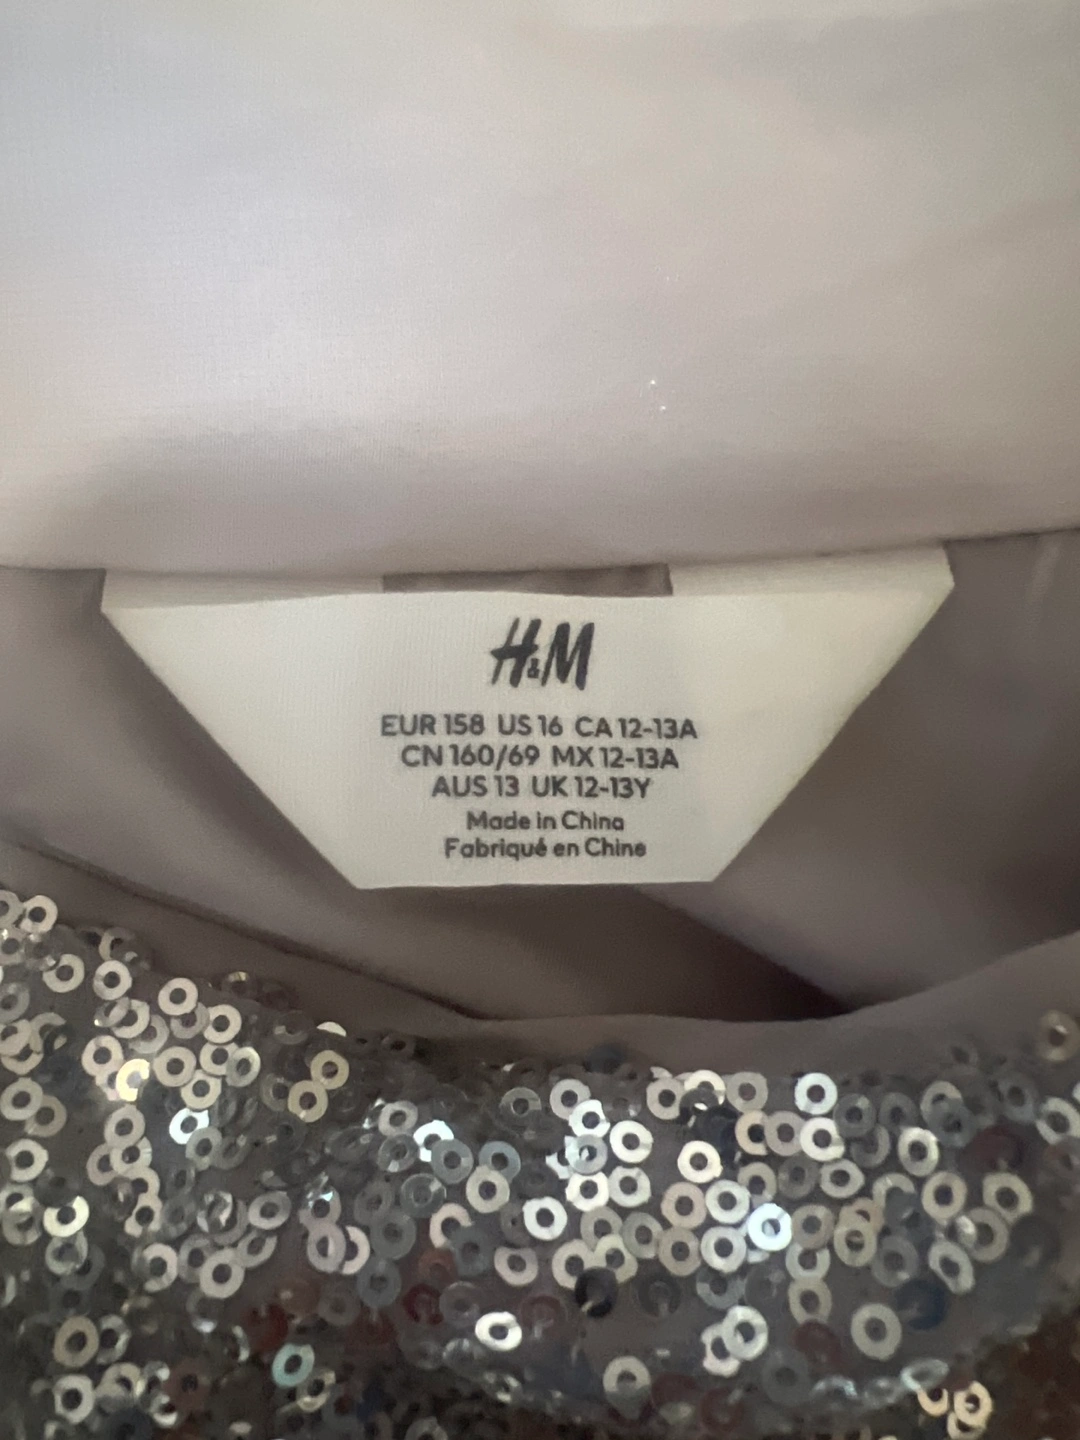 H&M
EUR 158 US 16 CA 12-13A
CN 160/69 MX 12-13A
AUS 13 UK 12-13Y
Made in China
Fabriqué en Chine